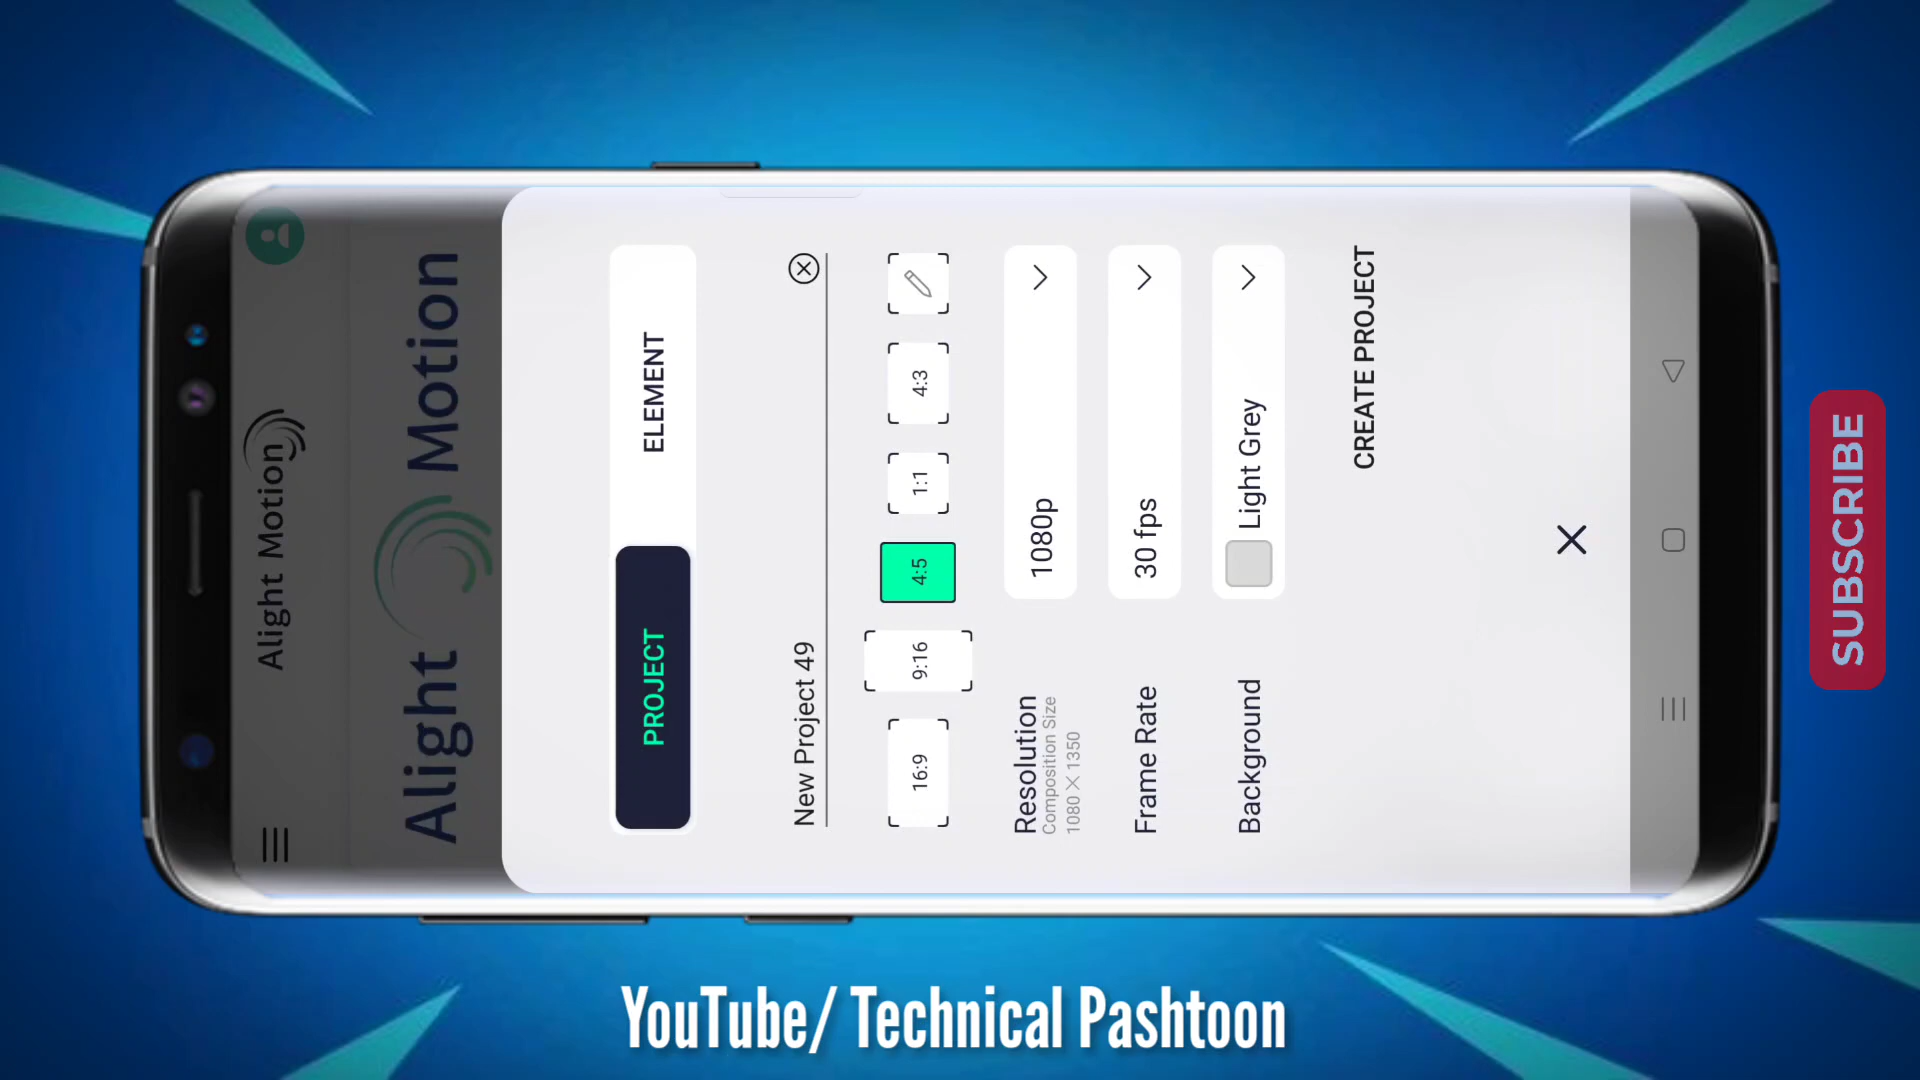 Alight Motion
Alight Motion
PROJECT
ELEMENT
New Project 49
16:9
9:16
4:5
1:1
4:3
Resolution
Composition Size
1080 X 1350
1080p
Frame Rate
30 fps
Background
Light Grey
CREATE PROJECT
SUBSCRIBE
YouTube/ Technical Pashtoon